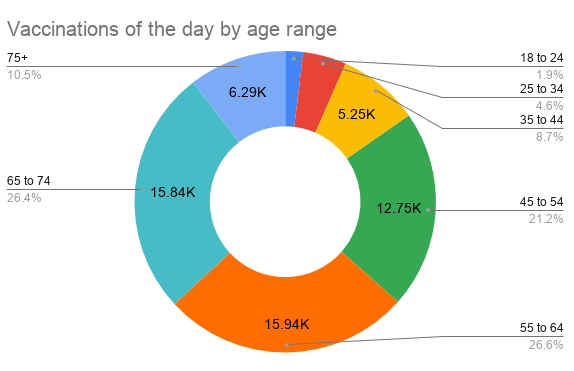 Vaccinations of the day by age range
75+
10.5%
18 to 24
1.9%
25 to 34
4.6%
35 to 44
8.7%
6.29K
5.25K
65 to 74
26.4%
15.84K
12.75K
45 to 54
21.2%
15.94K
55 to 64
26.6%